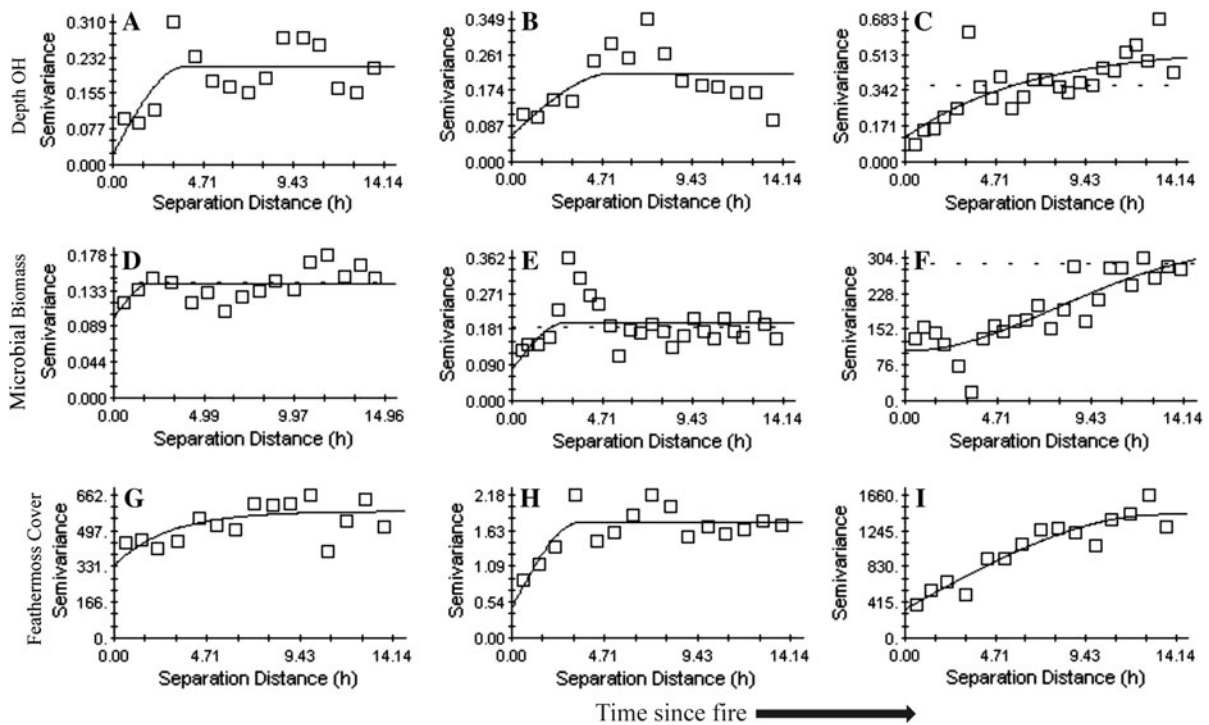 Depth OH
A
Semivariance
0.310
0.232
0.155
0.077
0.000
0.00 4.71 9.43 14.14
Separation Distance (h)
B
Semivariance
0.349
0.261
0.174
0.087
0.000
0.00 4.71 9.43 14.14
Separation Distance (h)
C
Semivariance
0.683
0.513
0.342
0.171
0.000
0.00 4.71 9.43 14.14
Separation Distance (h)
Microbial Biomass
D
Semivariance
0.178
0.133
0.089
0.044
0.000
0.00 4.99 9.97 14.96
Separation Distance (h)
E
Semivariance
0.362
0.271
0.181
0.090
0.000
0.00 4.71 9.43 14.14
Separation Distance (h)
F
Semivariance
304.
228.
152.
76.
0.
0.00 4.71 9.43 14.14
Separation Distance (h)
Feathermoss Cover
G
Semivariance
662.
497.
331.
166.
0.
0.00 4.71 9.43 14.14
Separation Distance (h)
H
Semivariance
2.18
1.63
1.09
0.54
0.00
0.00 4.71 9.43 14.14
Separation Distance (h)
I
Semivariance
1660.
1245.
830.
415.
0.
0.00 4.71 9.43 14.14
Separation Distance (h)
Time since fire